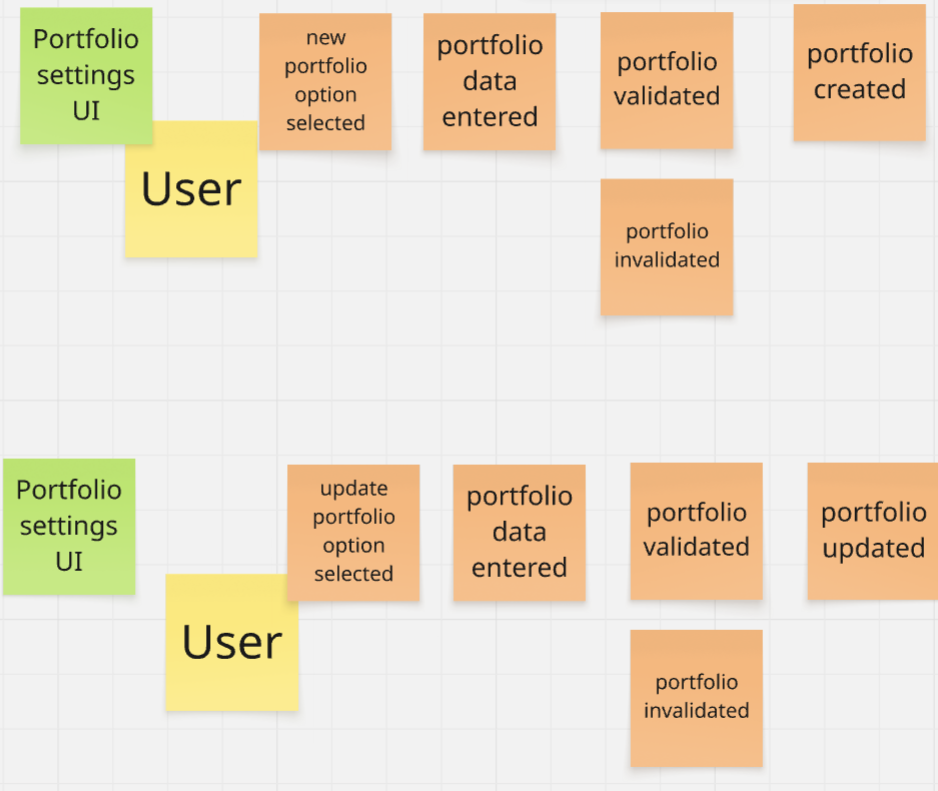 Portfolio
settings
UI
User
new
portfolio
option
selected
portfolio
data
entered
portfolio
validated
portfolio
created
portfolio
invalidated
Portfolio
settings
UI
User
update
portfolio
option
selected
portfolio
data
entered
portfolio
validated
portfolio
updated
portfolio
invalidated